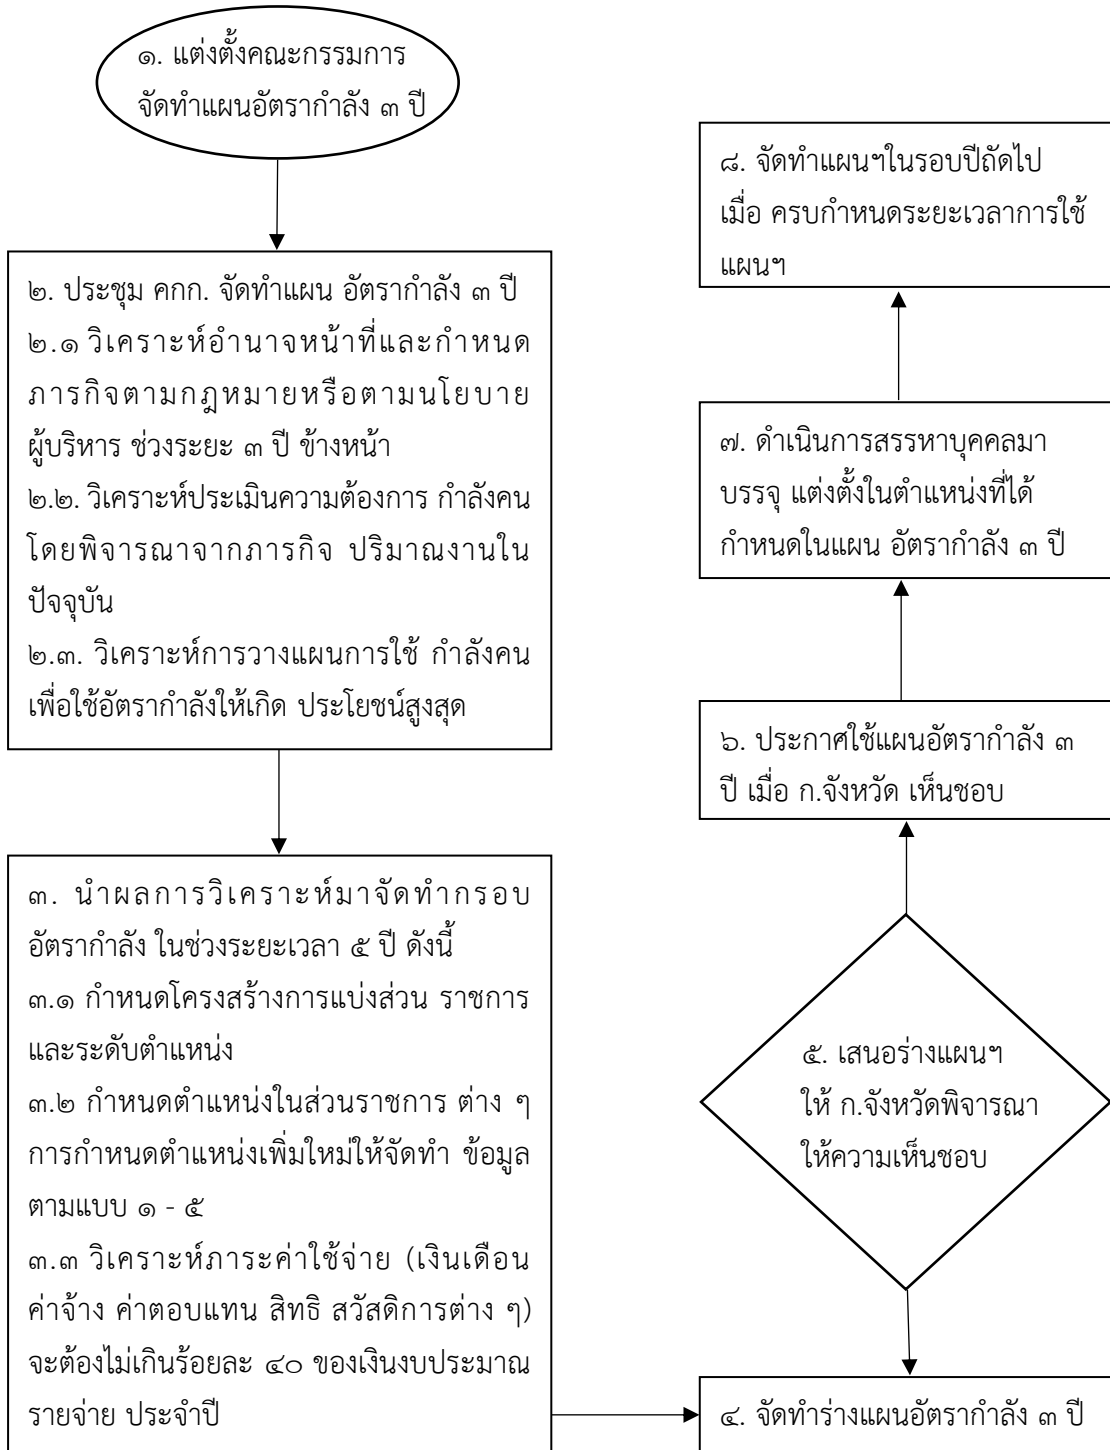 ๑. แต่งตั้งคณะกรรมการ
จัดทำแผนอัตรากำลัง ๓ ปี
๒. ประชุม คกก. จัดทำแผน อัตรากำลัง ๓ ปี
๒.๑ วิเคราะห์อำนาจหน้าที่และกำหนด
ภารกิจตามกฎหมายหรือตามนโยบาย
ผู้บริหาร ช่วงระยะ ๓ ปี ข้างหน้า
๒.๒. วิเคราะห์ประเมินความต้องการ กำลังคน
โดยพิจารณาจากภารกิจ ปริมาณงานใน
ปัจจุบัน
๒.๓. วิเคราะห์การวางแผนการใช้ กำลังคน
เพื่อใช้อัตรากำลังให้เกิด ประโยชน์สูงสุด
๓. นำผลการวิเคราะห์มาจัดทำกรอบ
อัตรากำลัง ในช่วงระยะเวลา ๕ ปี ดังนี้
๓.๑ กำหนดโครงสร้างการแบ่งส่วน ราชการ
และระดับตำแหน่ง
๓.๒ กำหนดตำแหน่งในส่วนราชการ ต่าง ๆ
การกำหนดตำแหน่งเพิ่มใหม่ให้จัดทำ ข้อมูล
ตามแบบ ๑ - ๕
๓.๓ วิเคราะห์ภาระค่าใช้จ่าย (เงินเดือน
ค่าจ้าง ค่าตอบแทน สิทธิ สวัสดิการต่าง ๆ)
จะต้องไม่เกินร้อยละ ๔๐ ของเงินงบประมาณ
รายจ่าย ประจำปี
๔. จัดทำร่างแผนอัตรากำลัง ๓ ปี
๕. เสนอร่างแผนฯ
ให้ ก.จังหวัดพิจารณา
ให้ความเห็นชอบ
๖. ประกาศใช้แผนอัตรากำลัง ๓
ปี เมื่อ ก.จังหวัด เห็นชอบ
๗. ดำเนินการสรรหาบุคคลมา
บรรจุ แต่งตั้งในตำแหน่งที่ได้
กำหนดในแผน อัตรากำลัง ๓ ปี
๘. จัดทำแผนฯในรอบปีถัดไป
เมื่อ ครบกำหนดระยะเวลาการใช้
แผนฯ